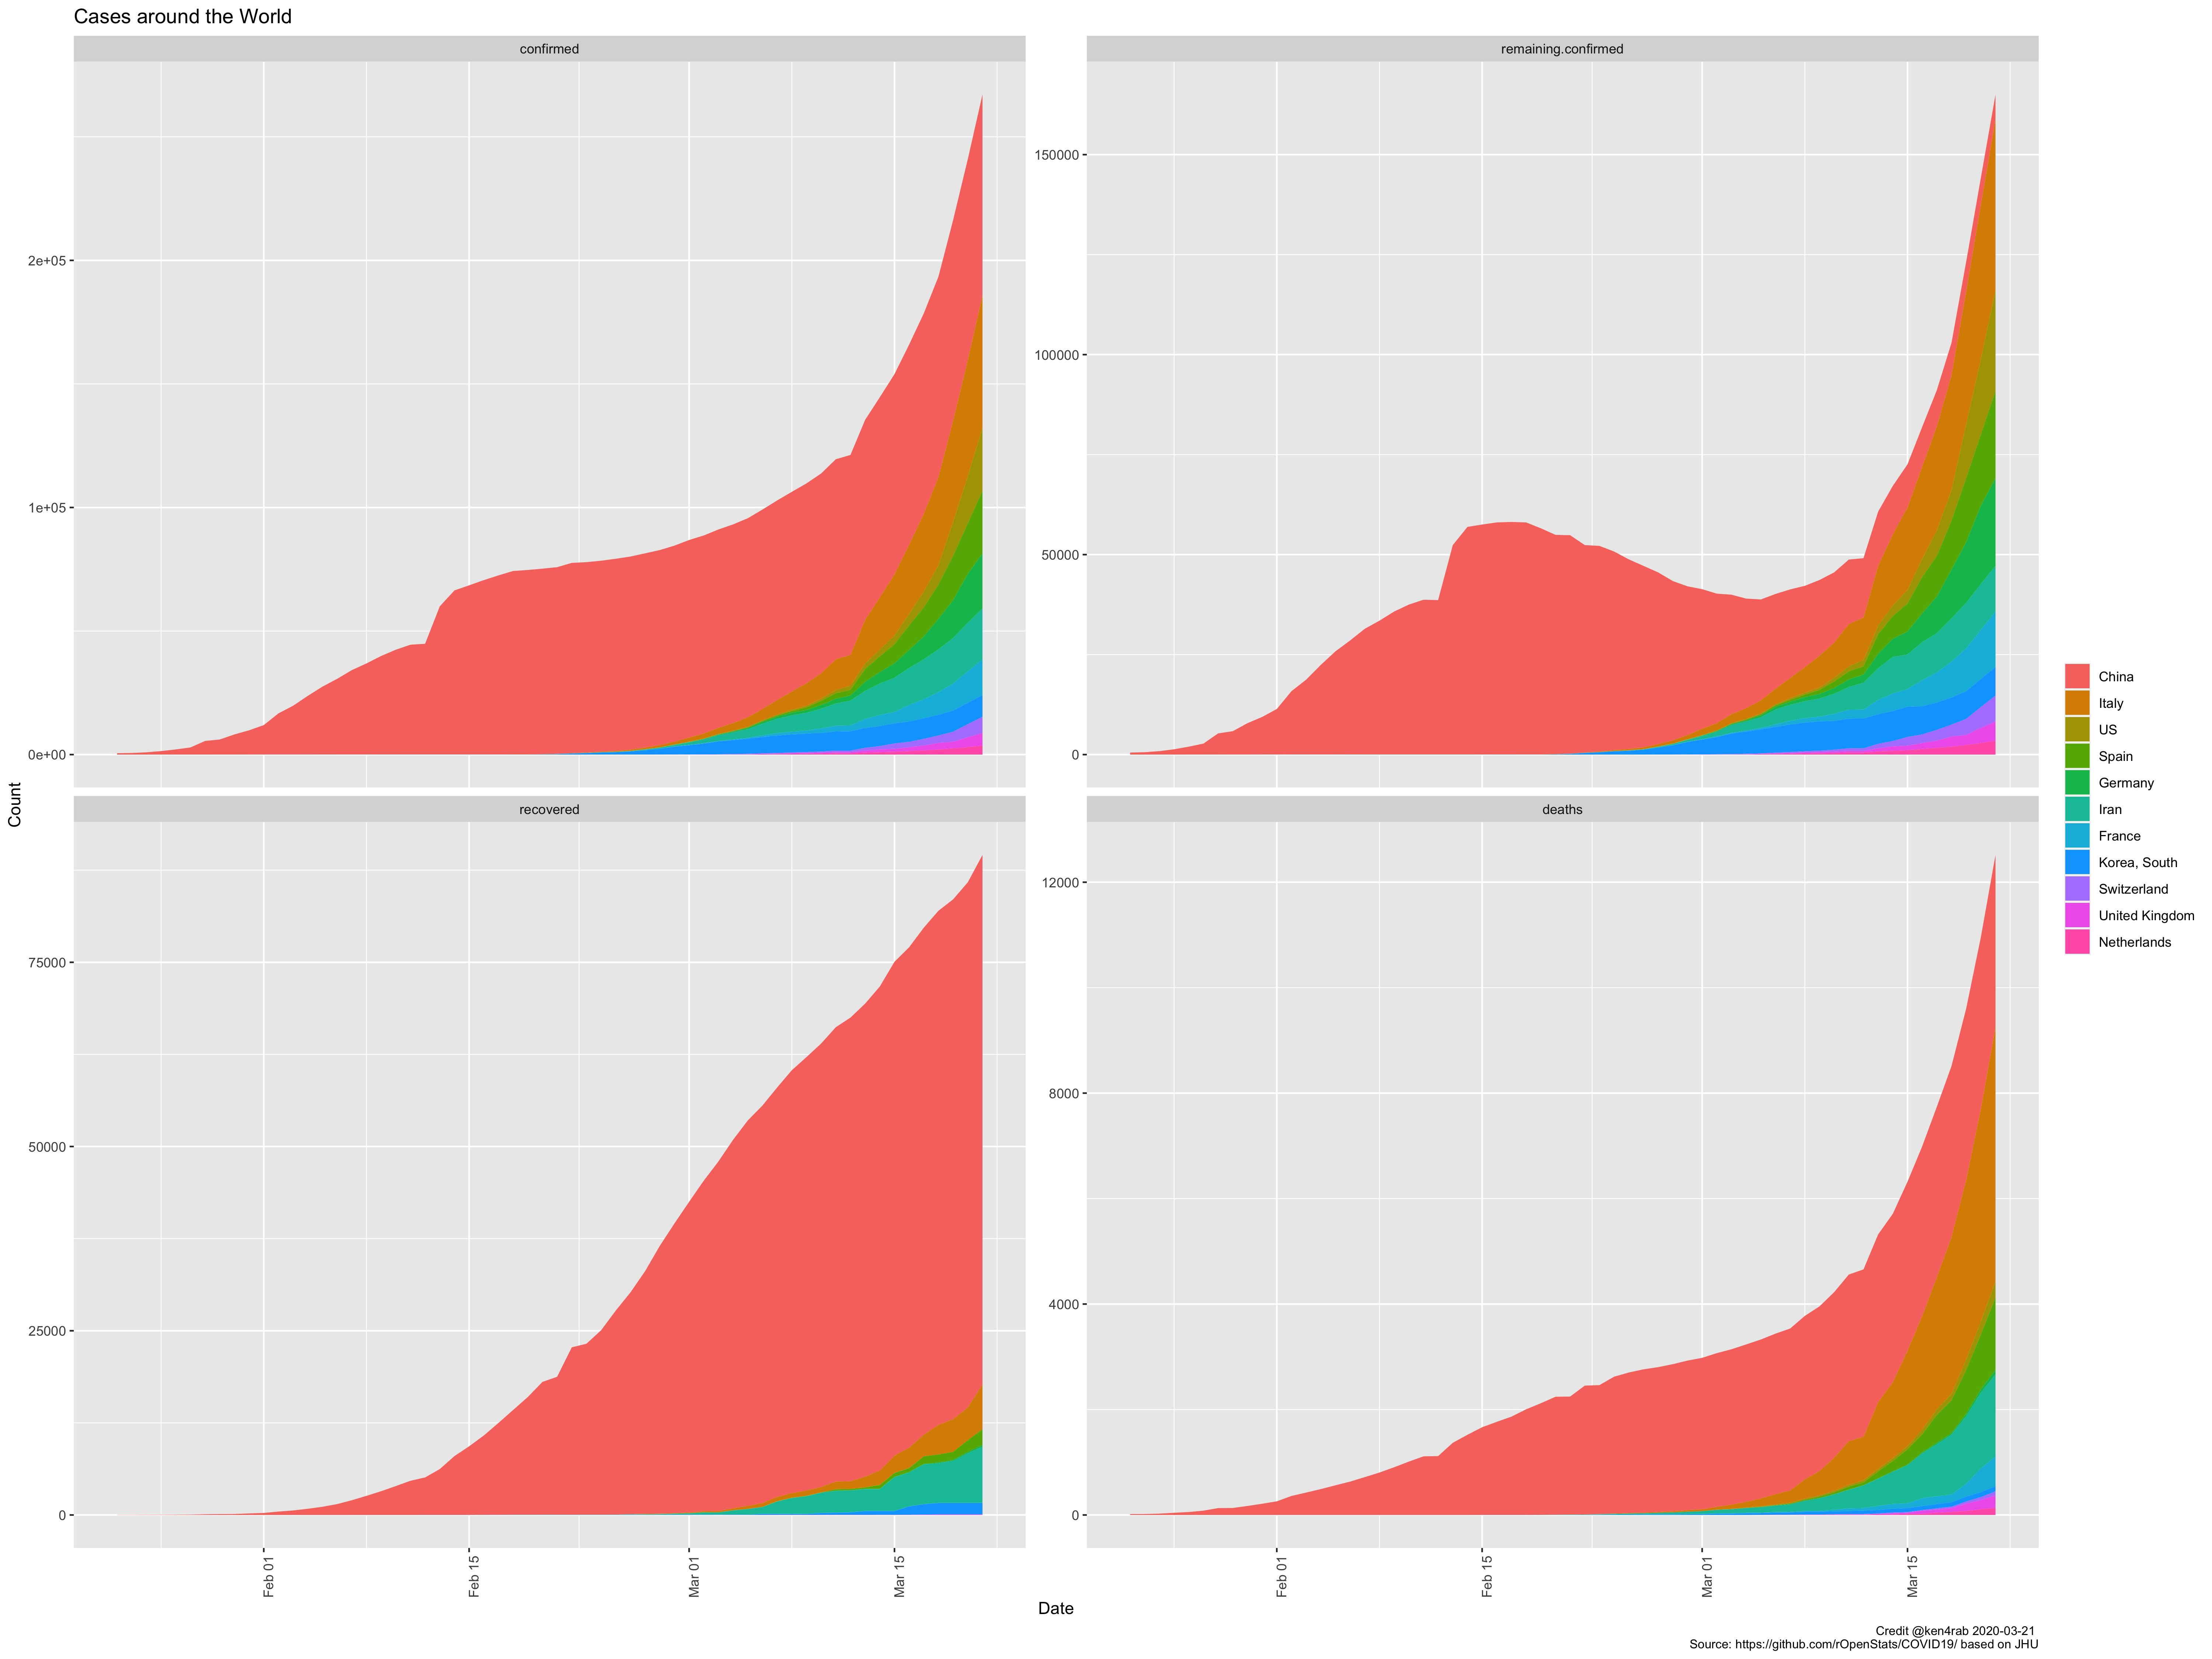 Cases around the World
confirmed
remaining.confirmed
2e+05
1e+05
0e+00
150000
100000
50000
0
Count
recovered
deaths
75000
50000
25000
0
12000
8000
4000
0
Feb 01
Feb 15
Mar 01
Mar 15
Feb 01
Feb 15
Mar 01
Mar 15
Date
China
Italy
US
Spain
Germany
Iran
France
Korea, South
Switzerland
United Kingdom
Netherlands
Credit @ken4rab 2020-03-21
Source: https://github.com/rOpenStats/COVID19/ based on JHU